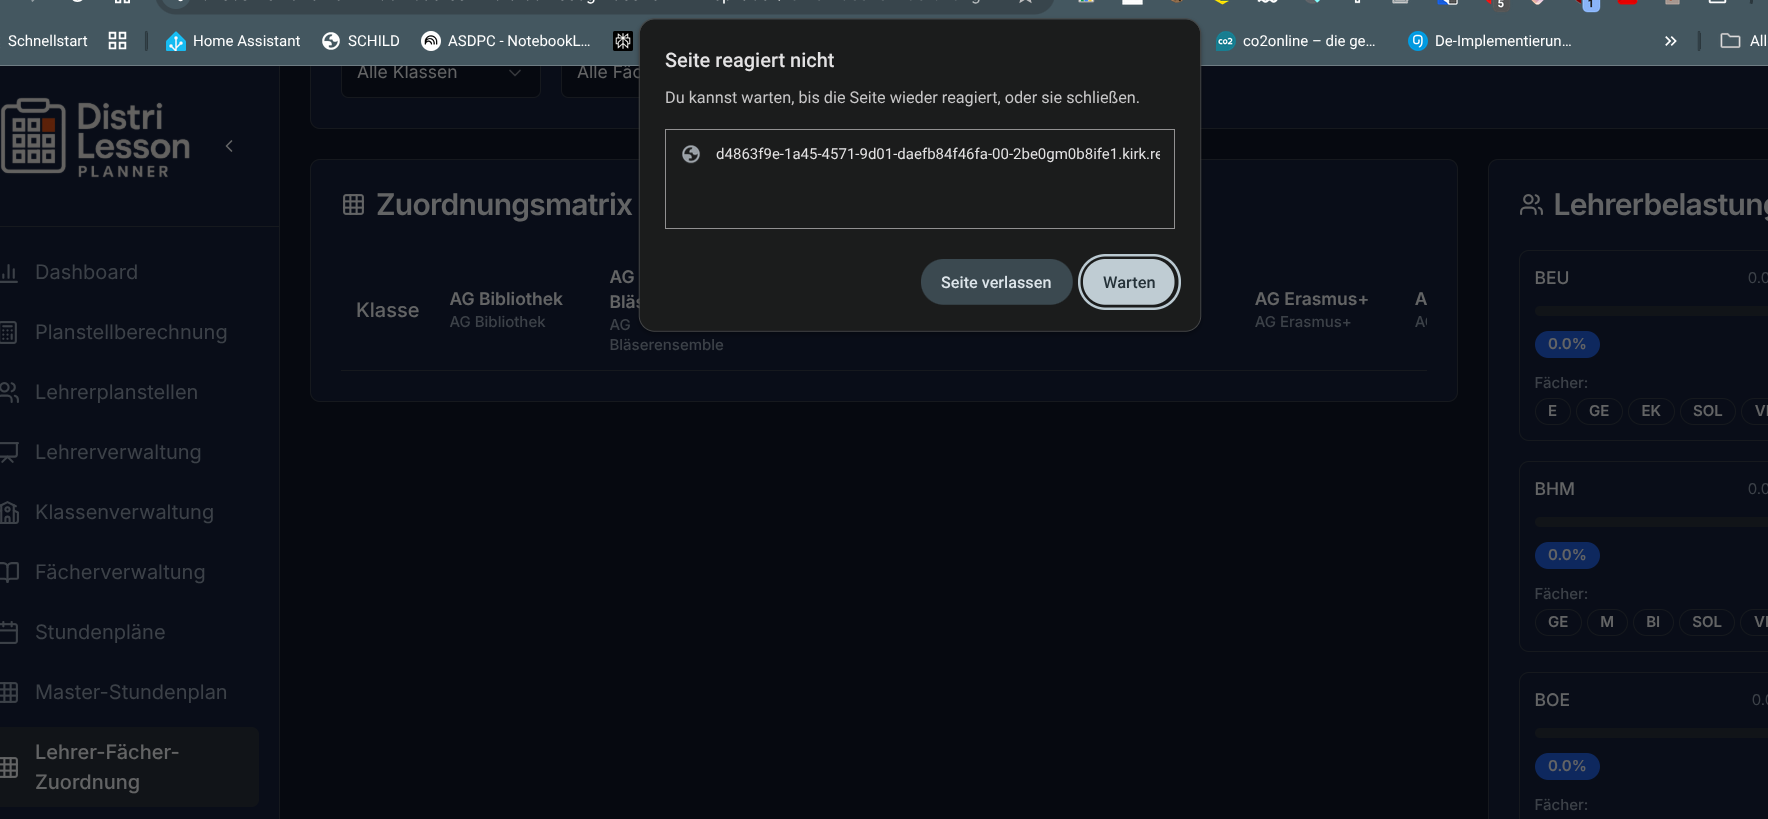 5
1
Schnellstart
Home Assistant
SCHILD
ASDPC - NotebookL...
co2
co2online – die ge...
De-Implementierun...
All
Seite reagiert nicht
Du kannst warten, bis die Seite wieder reagiert, oder sie schließen.
d4863f9e-1a45-4571-9d01-daefb84f46fa-00-2be0gm0b8ife1.kirk.re
Seite verlassen
Warten
Distri
Lesson
PLANNER
Dashboard
Planstellberechnung
Lehrerplanstellen
Lehrerverwaltung
Klassenverwaltung
Fächerverwaltung
Stundenpläne
Master-Stundenplan
Lehrer-Fächer-
Zuordnung
Alle Klassen
Alle Fäc
Zuordnungsmatrix
Klasse
AG Bibliothek
AG Bibliothek
AG
Bläs
AG
Bläserensemble
AG Erasmus+
AG Erasmus+
A
AG
Lehrerbelastung
BEU
0.0
0.0%
Fächer:
E
GE
EK
SOL
BHM
0.0
0.0%
Fächer:
GE
M
BI
SOL
BOE
0.0
0.0%
Fächer: